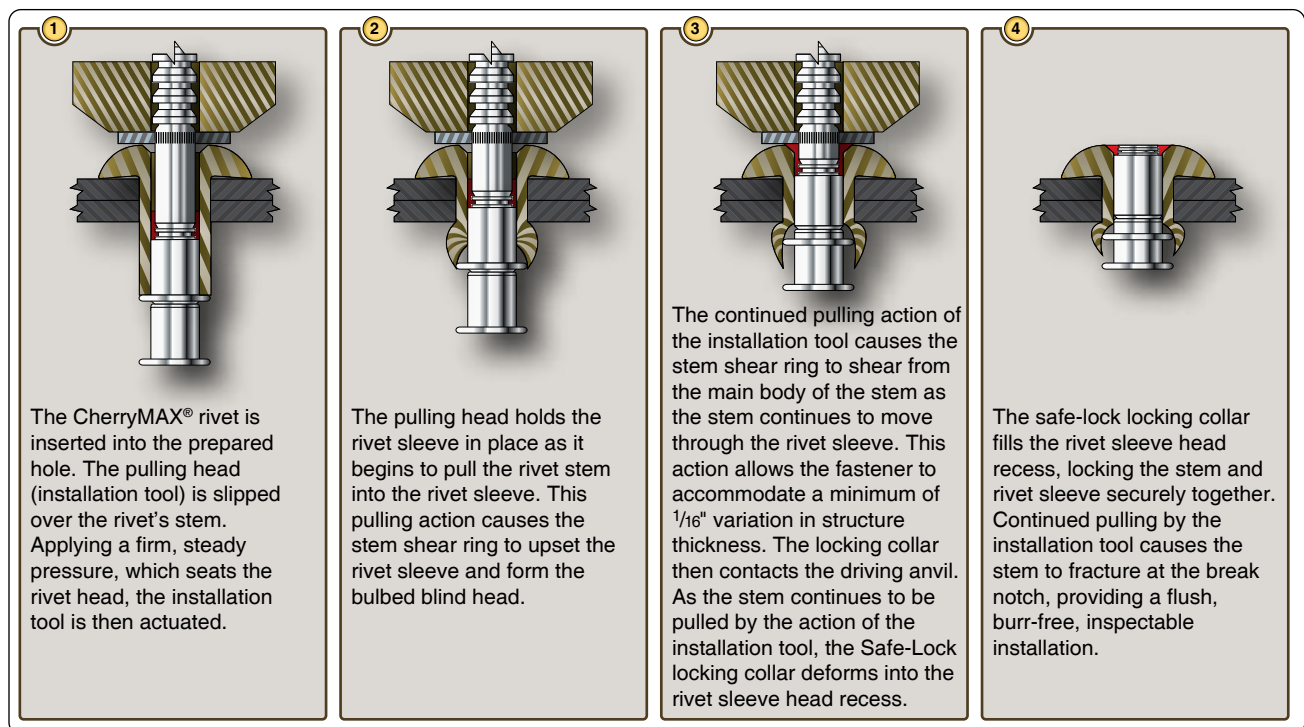 1
The CherryMAX® rivet is
inserted into the prepared
hole. The pulling head
(installation tool) is slipped
over the rivet's stem.
Applying a firm, steady
pressure, which seats the
rivet head, the installation
tool is then actuated.
2
The pulling head holds the
rivet sleeve in place as it
begins to pull the rivet stem
into the rivet sleeve. This
pulling action causes the
stem shear ring to upset the
rivet sleeve and form the
bulbed blind head.
3
The continued pulling action of
the installation tool causes the
stem shear ring to shear from
the main body of the stem as
the stem continues to move
through the rivet sleeve. This
action allows the fastener to
accommodate a minimum of
1/16" variation in structure
thickness. The locking collar
then contacts the driving anvil.
As the stem continues to be
pulled by the action of the
installation tool, the Safe-Lock
locking collar deforms into the
rivet sleeve head recess.
4
The safe-lock locking collar
fills the rivet sleeve head
recess, locking the stem and
rivet sleeve securely together.
Continued pulling by the
installation tool causes the
stem to fracture at the break
notch, providing a flush,
burr-free, inspectable
installation.